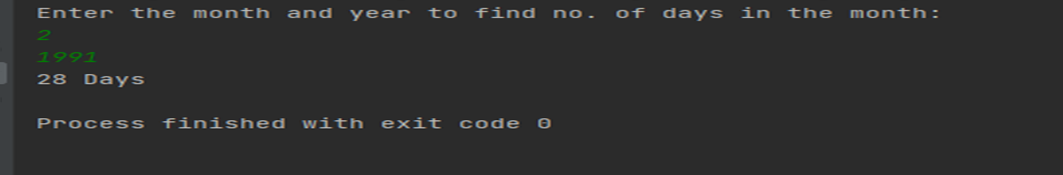 Enter the month and year to find no. of days in the month:
2
1991
28 Days
Process finished with exit code 0